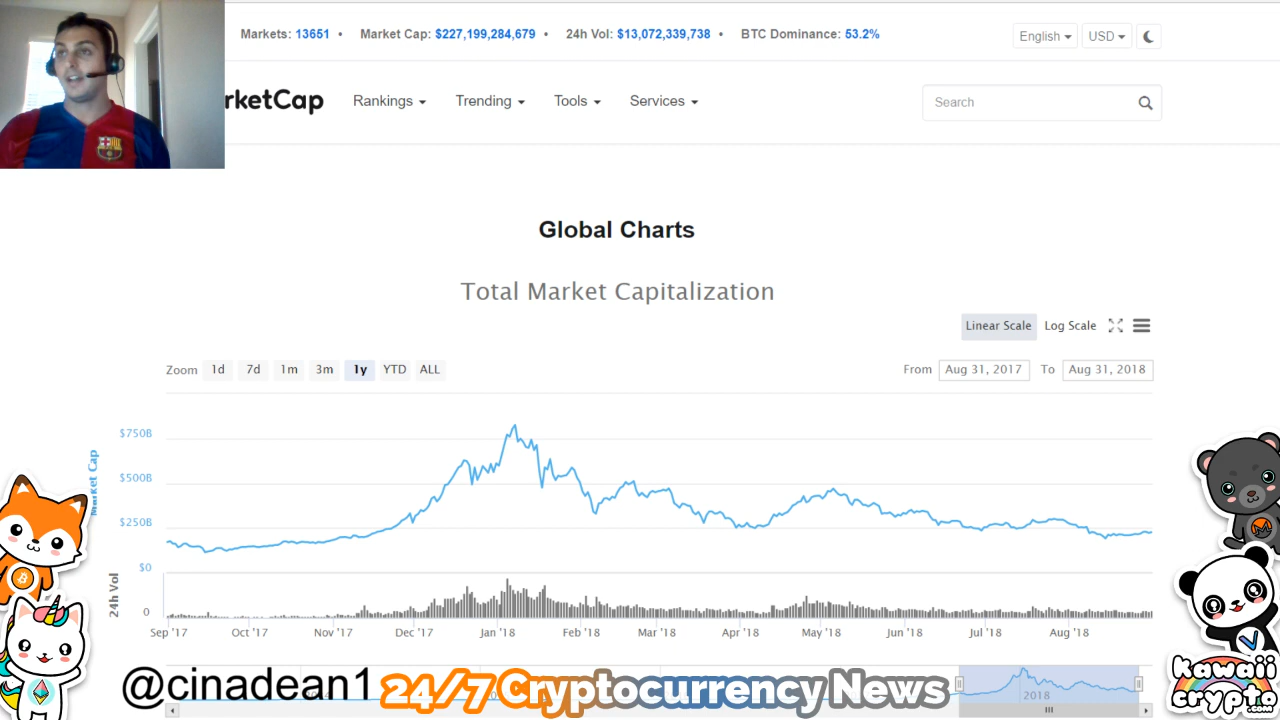 Markets: 13651 • Market Cap: $227,199,284,679 • 24h Vol: $13,072,339,738 • BTC Dominance: 53.2%
English USD
rketCap Rankings Trending Tools Services Search
Global Charts
Total Market Capitalization
Linear Scale Log Scale
Zoom 1d 7d 1m 3m 1y YTD ALL From Aug 31, 2017 To Aug 31, 2018
$750B
$500B
$250B
$0
Market Cap
24h Vol
0
Sep '17 Oct '17 Nov '17 Dec '17 Jan '18 Feb '18 Mar '18 Apr '18 May '18 Jun '18 Jul '18 Aug '18
2018
@cinadean1 24/7 Cryptocurrency News
kawaii
crypto
.com